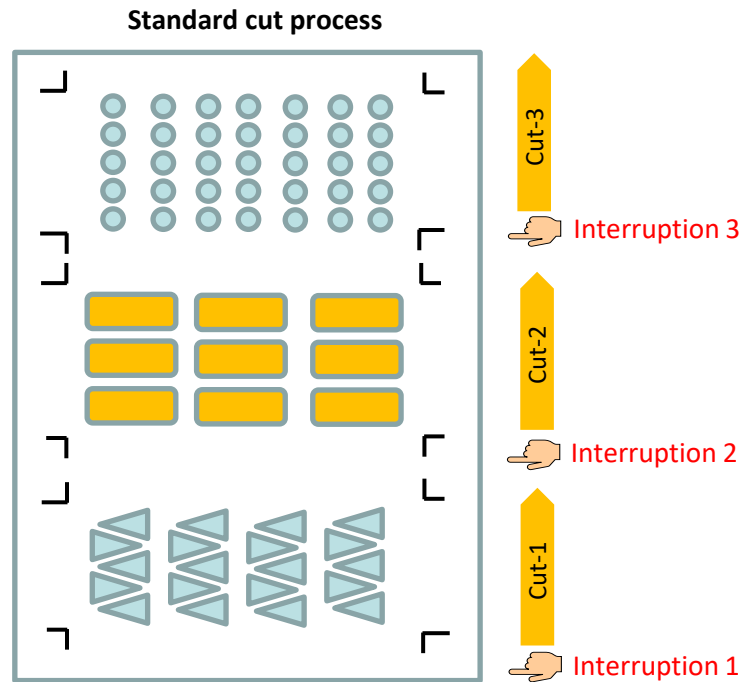 Standard cut process
Cut-3
Interruption 3
Cut-2
Interruption 2
Cut-1
Interruption 1